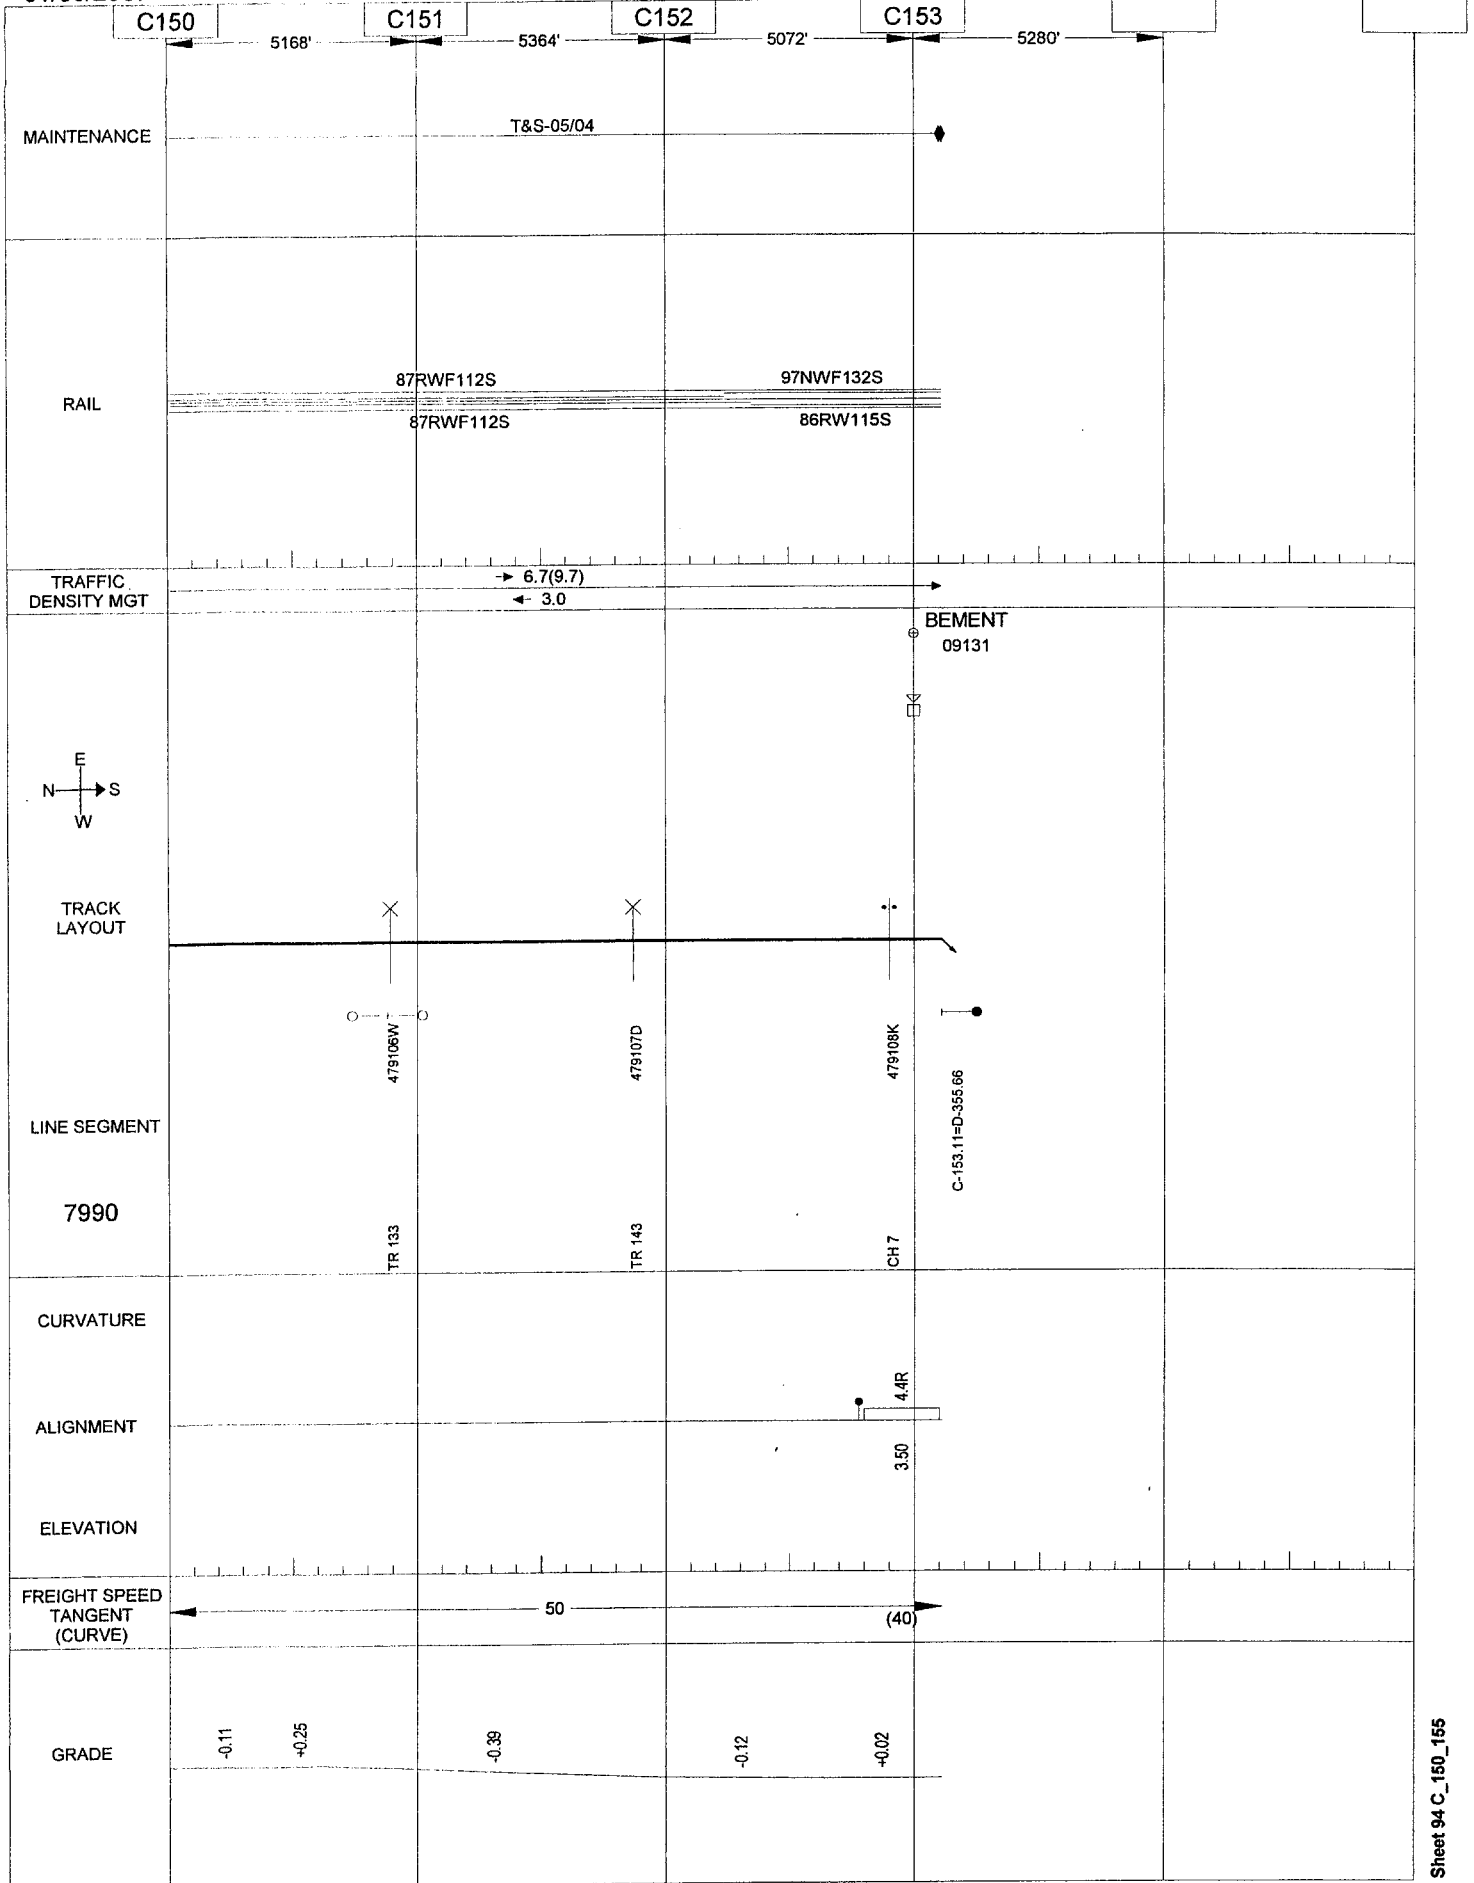 C150
C151
C152
C153
5168'
5364'
5072'
5280'
MAINTENANCE
T&S-05/04
RAIL
87RWF112S
97NWF132S
87RWF112S
86RW115S
TRAFFIC
DENSITY MGT
6.7(9.7)
3.0
BEMENT
09131
E
N S
W
TRACK
LAYOUT
479106W
479107D
479108K
C-153.11=D-355.66
LINE SEGMENT
7990
TR 133
TR 143
CH 7
CURVATURE
4.4R
ALIGNMENT
3.50
ELEVATION
FREIGHT SPEED
TANGENT
(CURVE)
50
(40)
GRADE
-0.11
+0.25
-0.39
-0.12
+0.02
Sheet 94 C_150_155